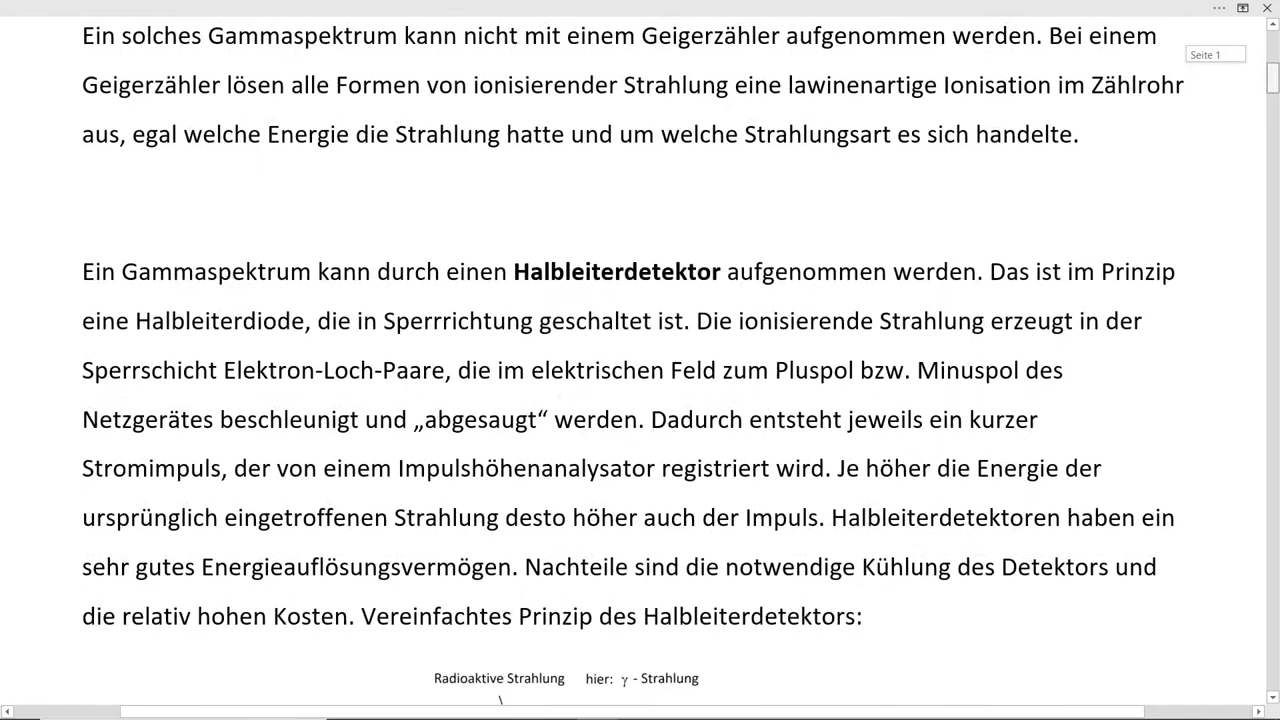 Ein solches Gammaspektrum kann nicht mit einem Geigerzähler aufgenommen werden. Bei einem
Seite 1
Geigerzähler lösen alle Formen von ionisierender Strahlung eine lawinenartige Ionisation im Zählrohr
aus, egal welche Energie die Strahlung hatte und um welche Strahlungsart es sich handelte.
Ein Gammaspektrum kann durch einen Halbleiterdetektor aufgenommen werden. Das ist im Prinzip
eine Halbleiterdiode, die in Sperrrichtung geschaltet ist. Die ionisierende Strahlung erzeugt in der
Sperrschicht Elektron-Loch-Paare, die im elektrischen Feld zum Pluspol bzw. Minuspol des
Netzgerätes beschleunigt und „abgesaugt“ werden. Dadurch entsteht jeweils ein kurzer
Stromimpuls, der von einem Impulshöhenanalysator registriert wird. Je höher die Energie der
ursprünglich eingetroffenen Strahlung desto höher auch der Impuls. Halbleiterdetektoren haben ein
sehr gutes Energieauflösungsvermögen. Nachteile sind die notwendige Kühlung des Detektors und
die relativ hohen Kosten. Vereinfachtes Prinzip des Halbleiterdetektors:
Radioaktive Strahlung hier: γ - Strahlung